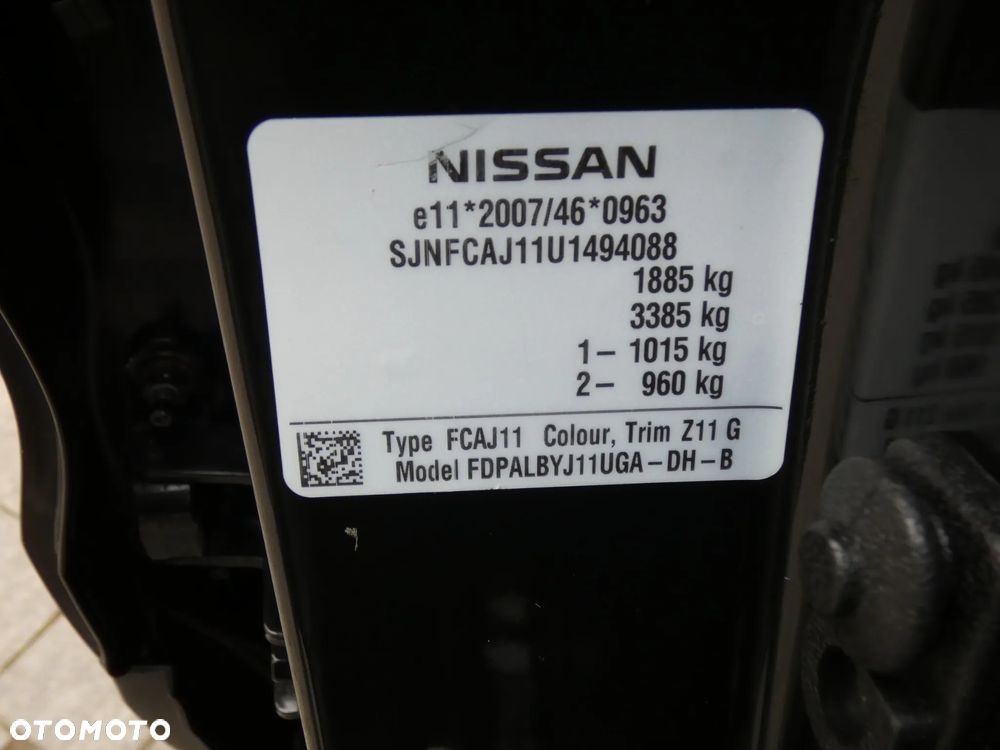 NISSAN
e11*2007/46*0963
SJNFCAJ11U1494088
1885 kg
3385 kg
1- 1015 kg
2- 960 kg
Type FCAJ11 Colour, Trim Z11 G
Model FDPALBYJ11UGA-DH-B
OTOMOTO